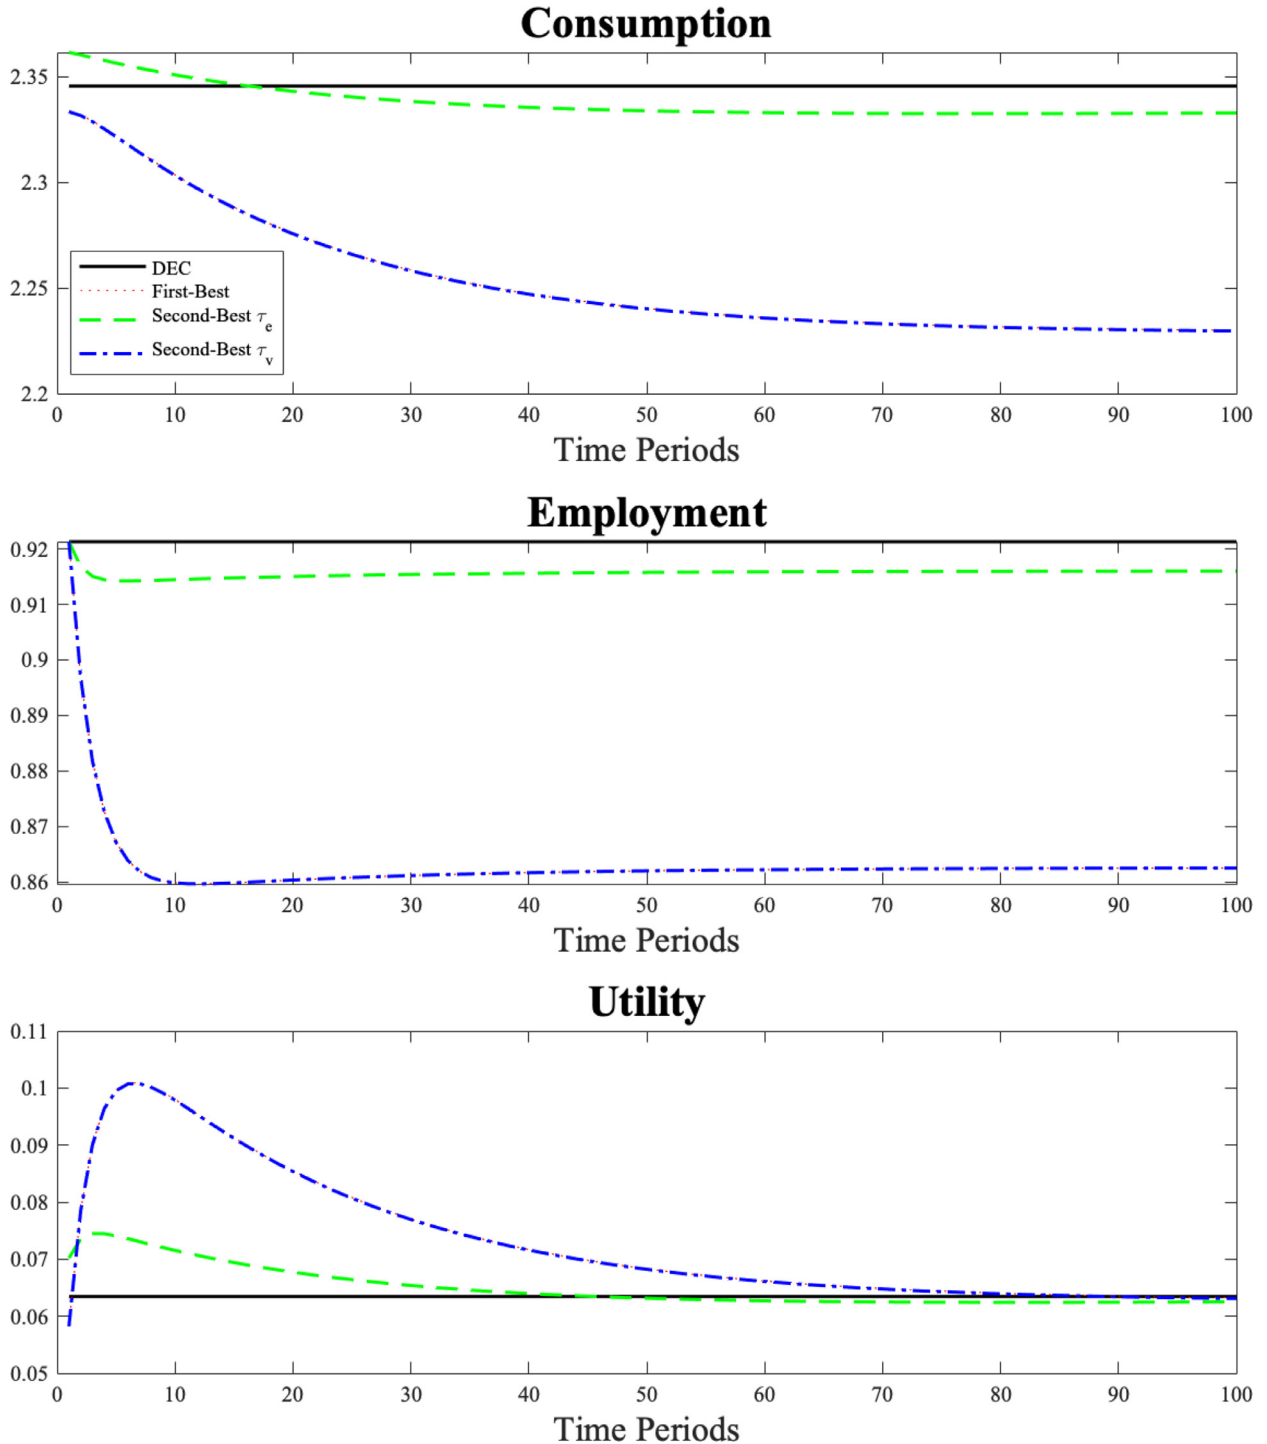 Consumption
2.35
2.3
2.25
2.2
DEC
First-Best
Second-Best τe
Second-Best τv
0 10 20 30 40 50 60 70 80 90 100
Time Periods
Employment
0.92
0.91
0.9
0.89
0.88
0.87
0.86
0 10 20 30 40 50 60 70 80 90 100
Time Periods
Utility
0.11
0.1
0.09
0.08
0.07
0.06
0.05
0 10 20 30 40 50 60 70 80 90 100
Time Periods